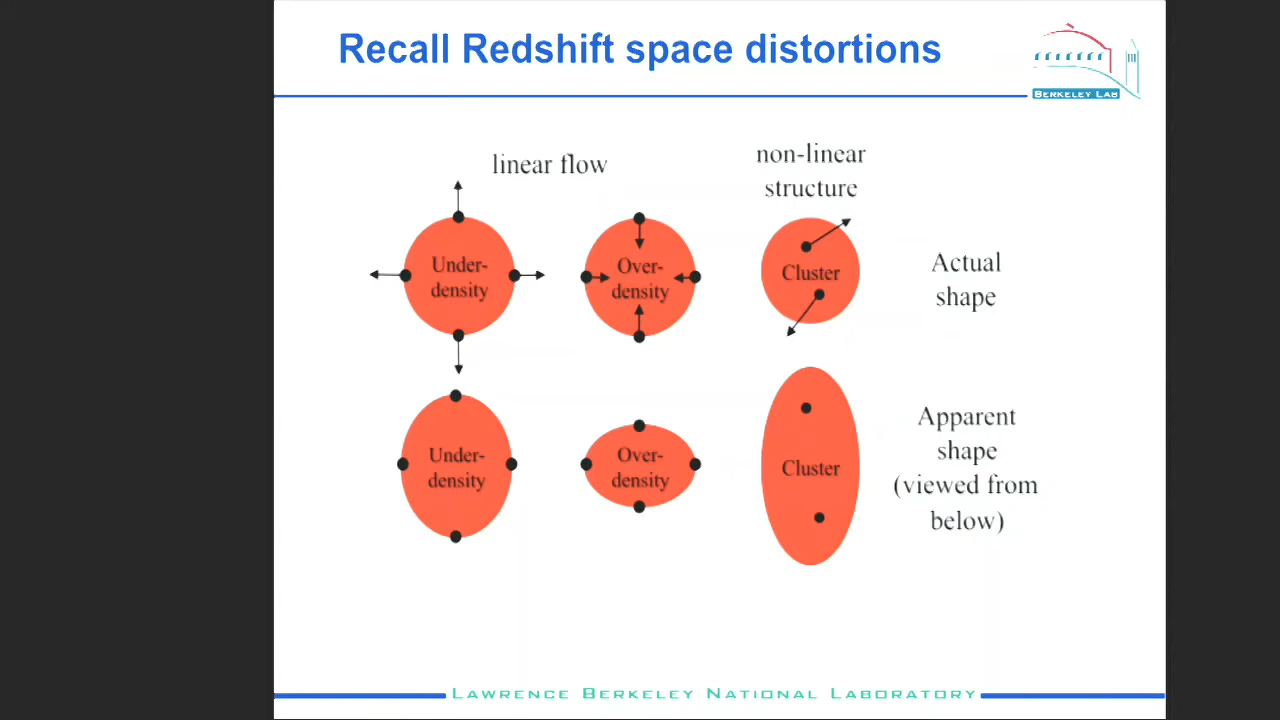 Recall Redshift space distortions
BERKELEY LAB
linear flow
non-linear
structure
Under-
density
Over-
density
Cluster
Actual
shape
Under-
density
Over-
density
Cluster
Apparent
shape
(viewed from
below)
LAWRENCE BERKELEY NATIONAL LABORATORY